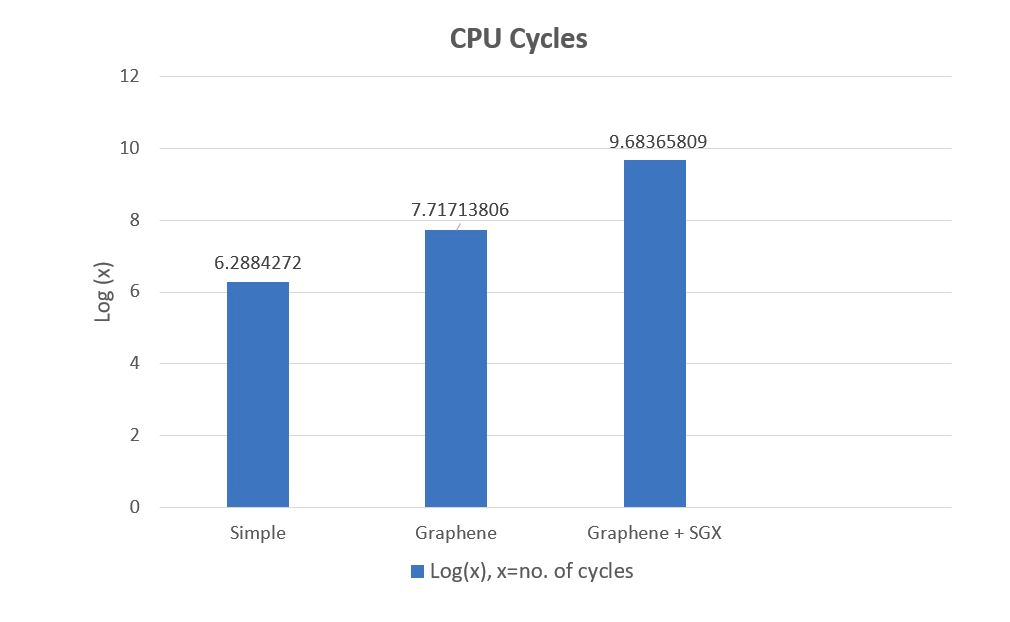 CPU Cycles
12
10
8
6
4
2
0
Log (x)
6.2884272
7.71713806
9.68365809
Simple
Graphene
Graphene + SGX
Log(x), x=no. of cycles